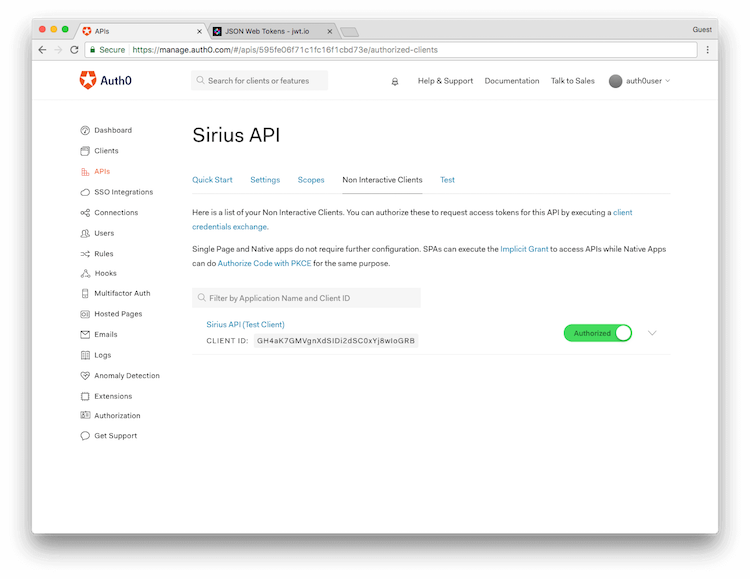 APIs
JSON Web Tokens - jwt.io
Guest
Secure https://manage.auth0.com/#/apis/595fe06f71c1fc16f1cbd73e/authorized-clients
Auth0
Search for clients or features
Help & Support
Documentation
Talk to Sales
auth0user
Dashboard
Clients
APIs
SSO Integrations
Connections
Users
Rules
Hooks
Multifactor Auth
Hosted Pages
Emails
Logs
Anomaly Detection
Extensions
Authorization
Get Support
Sirius API
Quick Start
Settings
Scopes
Non Interactive Clients
Test
Here is a list of your Non Interactive Clients. You can authorize these to request access tokens for this API by executing a client
credentials exchange.
Single Page and Native apps do not require further configuration. SPAs can execute the Implicit Grant to access APIs while Native Apps
can do Authorize Code with PKCE for the same purpose.
Filter by Application Name and Client ID
Sirius API (Test Client)
CLIENT ID: GH4aK7GMVgnXdSIDi2dSC0xYj8wIoGRB
Authorized